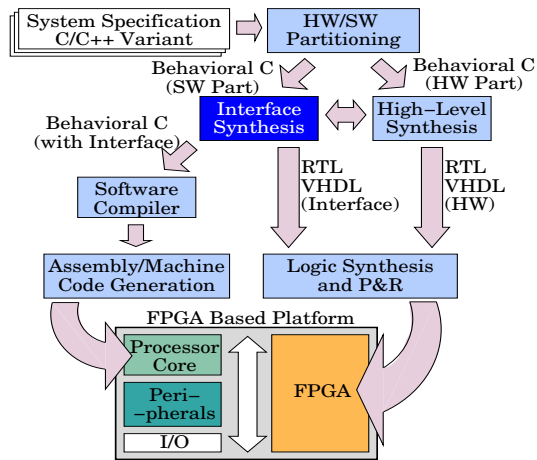 System Specification
C/C++ Variant
HW/SW
Partitioning
Behavioral C
(SW Part)
Behavioral C
(HW Part)
Interface
Synthesis
High–Level
Synthesis
Behavioral C
(with Interface)
Software
Compiler
RTL
VHDL
(Interface)
RTL
VHDL
(HW)
Assembly/Machine
Code Generation
Logic Synthesis
and P&R
FPGA Based Platform
Processor
Core
Peri–
–pherals
I/O
FPGA